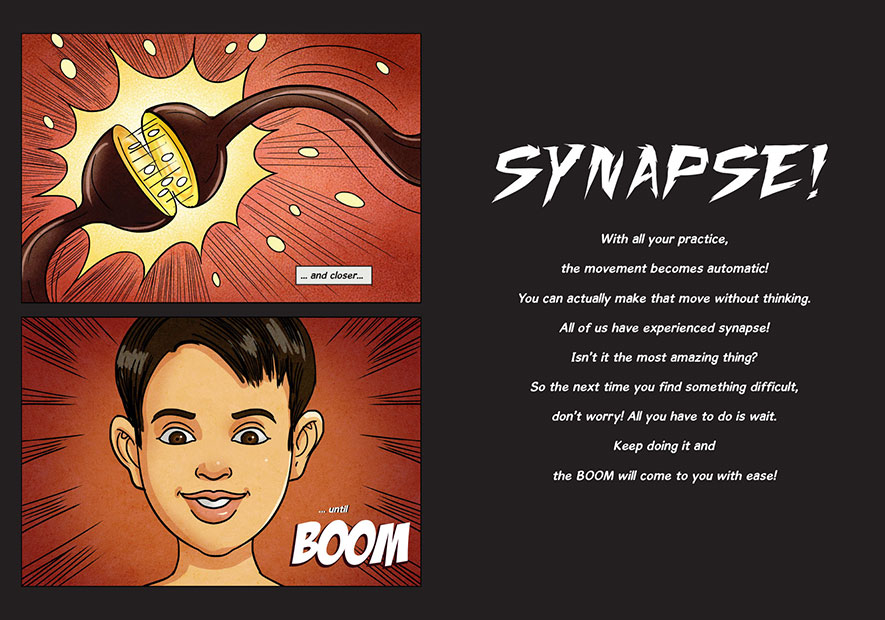 ... and closer...
... until
BOOM
SYNAPSE!
With all your practice,
the movement becomes automatic!
You can actually make that move without thinking.
All of us have experienced synapse!
Isn't it the most amazing thing?
So the next time you find something difficult,
don't worry! All you have to do is wait.
Keep doing it and
the BOOM will come to you with ease!